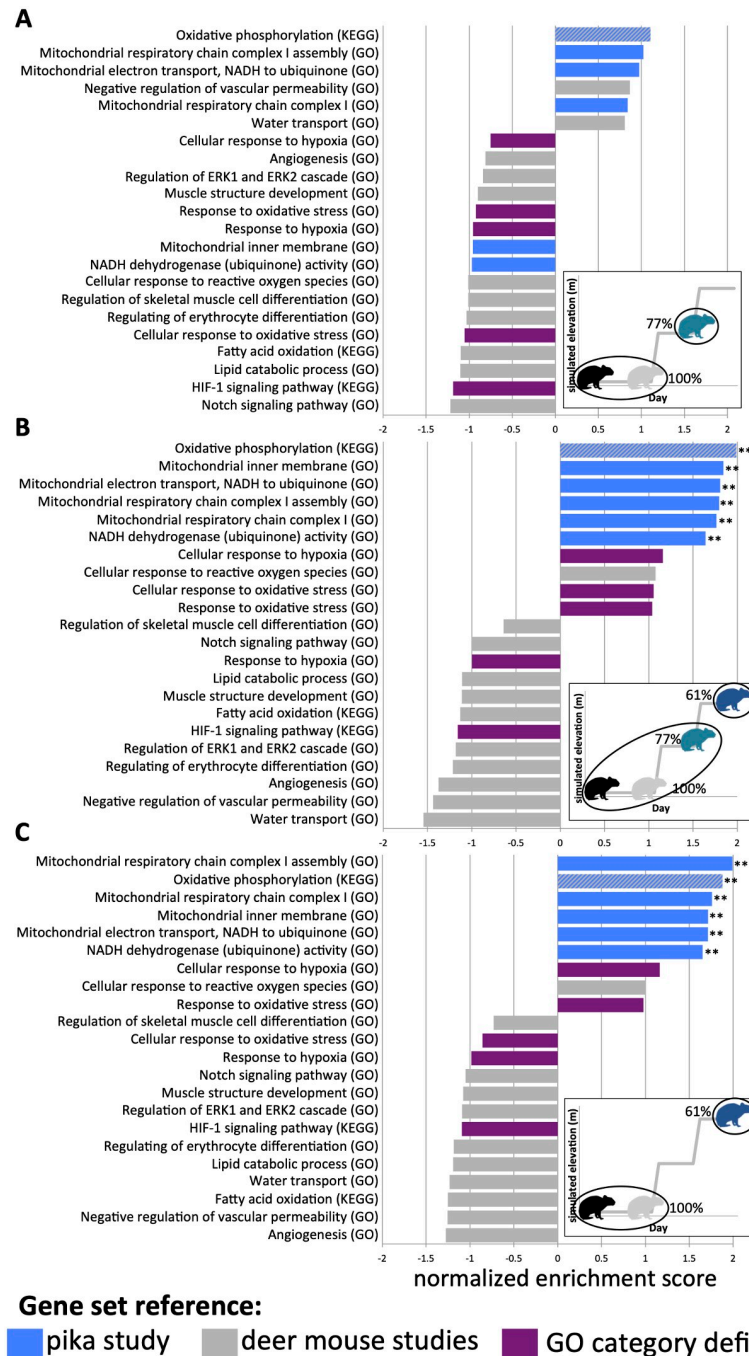 A
Oxidative phosphorylation (KEGG)
Mitochondrial respiratory chain complex I assembly (GO)
Mitochondrial electron transport, NADH to ubiquinone (GO)
Negative regulation of vascular permeability (GO)
Mitochondrial respiratory chain complex I (GO)
Water transport (GO)
Cellular response to hypoxia (GO)
Angiogenesis (GO)
Regulation of ERK1 and ERK2 cascade (GO)
Muscle structure development (GO)
Response to oxidative stress (GO)
Response to hypoxia (GO)
Mitochondrial inner membrane (GO)
NADH dehydrogenase (ubiquinone) activity (GO)
Cellular response to reactive oxygen species (GO)
Regulation of skeletal muscle cell differentiation (GO)
Regulating of erythrocyte differentiation (GO)
Cellular response to oxidative stress (GO)
Fatty acid oxidation (KEGG)
Lipid catabolic process (GO)
HIF-1 signaling pathway (KEGG)
Notch signaling pathway (GO)
simulated elevation (m)
77%
100%
Day
-2 -1.5 -1 -0.5 0 0.5 1 1.5 2
B
Oxidative phosphorylation (KEGG) **
Mitochondrial inner membrane (GO) **
Mitochondrial electron transport, NADH to ubiquinone (GO) **
Mitochondrial respiratory chain complex I assembly (GO) **
Mitochondrial respiratory chain complex I (GO) **
NADH dehydrogenase (ubiquinone) activity (GO) **
Cellular response to hypoxia (GO)
Cellular response to reactive oxygen species (GO)
Cellular response to oxidative stress (GO)
Response to oxidative stress (GO)
Regulation of skeletal muscle cell differentiation (GO)
Notch signaling pathway (GO)
Response to hypoxia (GO)
Lipid catabolic process (GO)
Muscle structure development (GO)
Fatty acid oxidation (KEGG)
HIF-1 signaling pathway (KEGG)
Regulation of ERK1 and ERK2 cascade (GO)
Regulating of erythrocyte differentiation (GO)
Angiogenesis (GO)
Negative regulation of vascular permeability (GO)
Water transport (GO)
simulated elevation (m)
61%
77%
100%
Day
-2 -1.5 -1 -0.5 0 0.5 1 1.5 2
C
Mitochondrial respiratory chain complex I assembly (GO) **
Oxidative phosphorylation (KEGG) **
Mitochondrial respiratory chain complex I (GO) **
Mitochondrial inner membrane (GO) **
Mitochondrial electron transport, NADH to ubiquinone (GO) **
NADH dehydrogenase (ubiquinone) activity (GO) **
Cellular response to hypoxia (GO)
Cellular response to reactive oxygen species (GO)
Response to oxidative stress (GO)
Regulation of skeletal muscle cell differentiation (GO)
Cellular response to oxidative stress (GO)
Response to hypoxia (GO)
Notch signaling pathway (GO)
Muscle structure development (GO)
Regulation of ERK1 and ERK2 cascade (GO)
HIF-1 signaling pathway (KEGG)
Regulating of erythrocyte differentiation (GO)
Lipid catabolic process (GO)
Water transport (GO)
Fatty acid oxidation (KEGG)
Negative regulation of vascular permeability (GO)
Angiogenesis (GO)
simulated elevation (m)
61%
100%
Day
-2 -1.5 -1 -0.5 0 0.5 1 1.5 2
normalized enrichment score
Gene set reference:
pika study deer mouse studies GO category defi